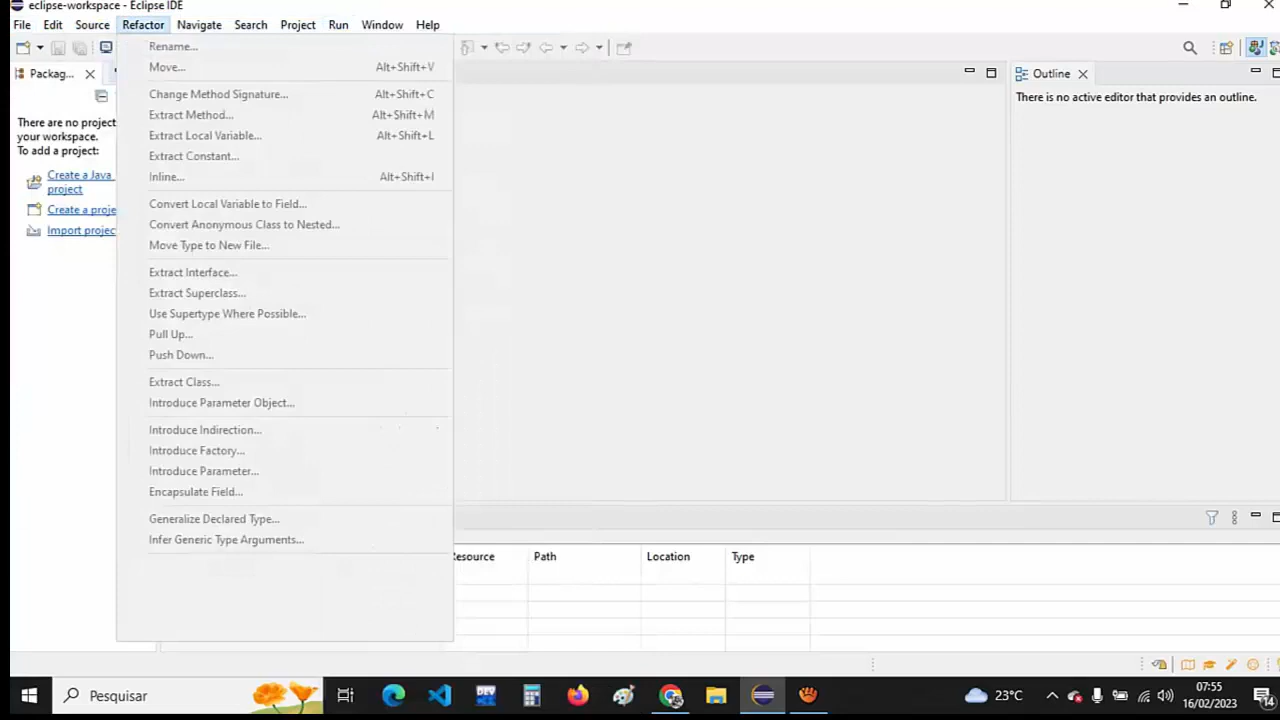 eclipse-workspace - Eclipse IDE
File Edit Source Refactor Navigate Search Project Run Window Help
Packag...
There are no project
your workspace.
To add a project:
Create a Java
project
Create a proje
Import projec
Rename...
Move... Alt+Shift+V
Change Method Signature... Alt+Shift+C
Extract Method... Alt+Shift+M
Extract Local Variable... Alt+Shift+L
Extract Constant...
Inline... Alt+Shift+I
Convert Local Variable to Field...
Convert Anonymous Class to Nested...
Move Type to New File...
Extract Interface...
Extract Superclass...
Use Supertype Where Possible...
Pull Up...
Push Down...
Extract Class...
Introduce Parameter Object...
Introduce Indirection...
Introduce Factory...
Introduce Parameter...
Encapsulate Field...
Generalize Declared Type...
Infer Generic Type Arguments...
Outline
There is no active editor that provides an outline.
Resource Path Location Type
Pesquisar
DEV
23°C
07:55
16/02/2023
14